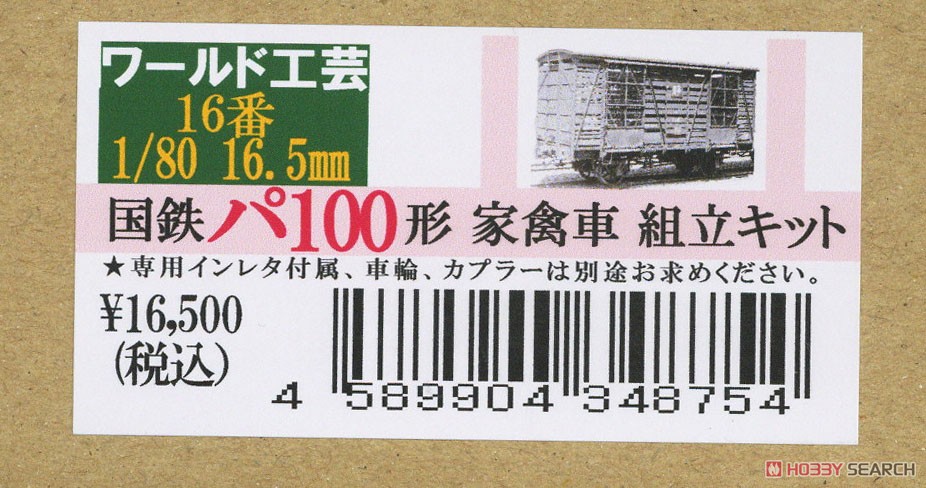 ワールド工芸
16番
1/80 16.5mm
国鉄パ100形 家禽車 組立キット
★専用インレタ付属、車輪、カプラーは別途お求めください。
¥16,500
(税込)
4 589904 348754
HOBBY SEARCH